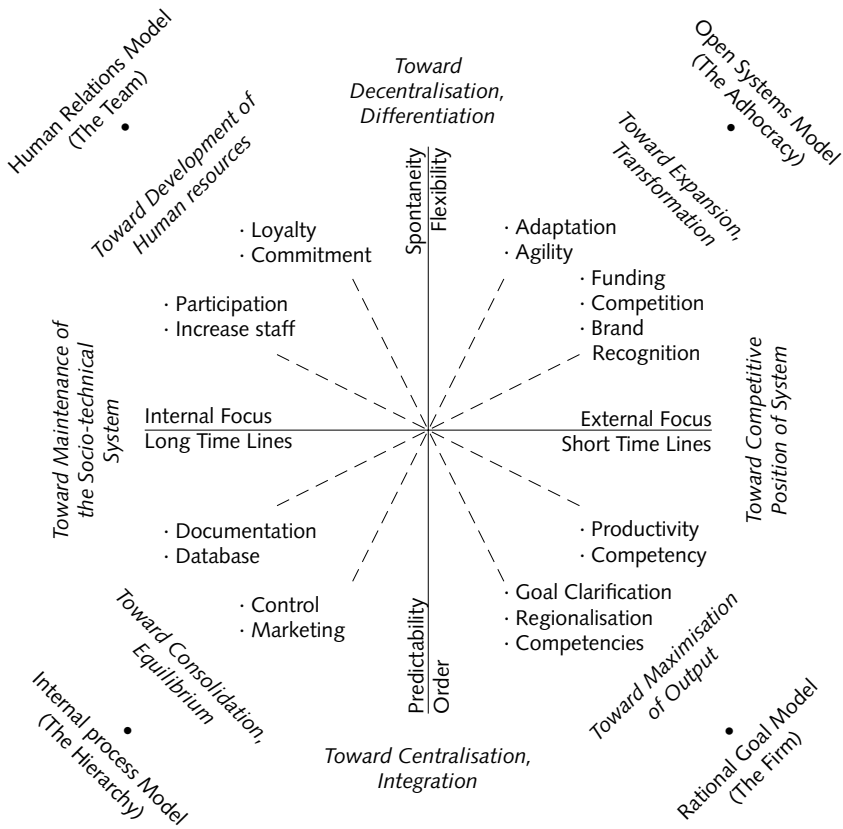 Human Relations Model
(The Team)
Toward Development of
Human resources
Toward
Decentralisation,
Differentiation
Open Systems Model
(The Adhocracy)
Toward Expansion,
Transformation
Spontaneity
Flexibility
· Loyalty
· Commitment
· Participation
· Increase staff
· Adaptation
· Agility
· Funding
· Competition
· Brand
Recognition
Toward Maintenance of
the Socio-technical
System
Internal Focus
Long Time Lines
External Focus
Short Time Lines
Toward Competitive
Position of System
· Documentation
· Database
· Control
· Marketing
· Productivity
· Competency
· Goal Clarification
· Regionalisation
· Competencies
Predictability
Order
Toward Consolidation,
Equilibrium
Internal process Model
(The Hierarchy)
Toward Centralisation,
Integration
Toward Maximisation
of Output
Rational Goal Model
(The Firm)